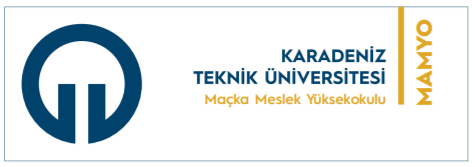 KARADENİZ
TEKNİK ÜNİVERSİTESİ
Maçka Meslek Yüksekokulu
MAMYO